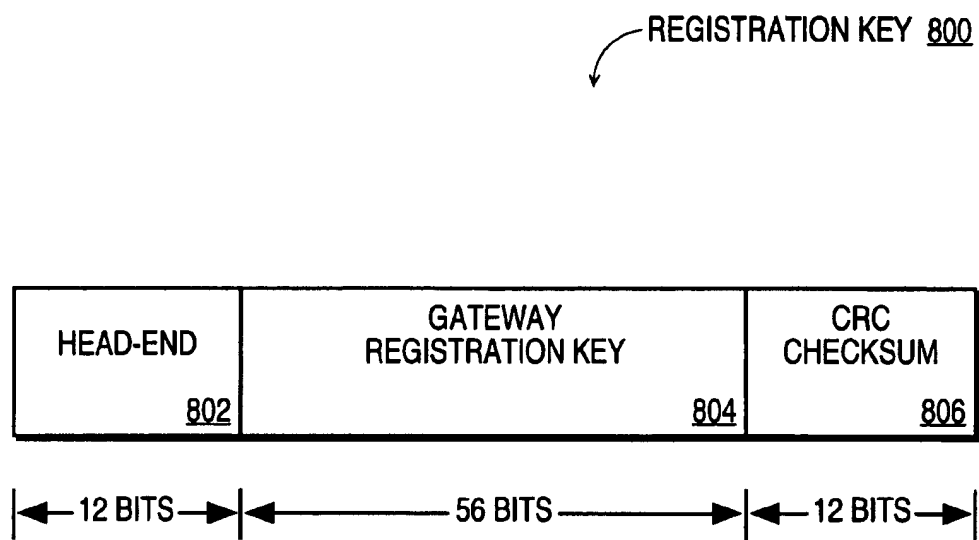 REGISTRATION KEY 800
HEAD-END
802
GATEWAY
REGISTRATION KEY
804
CRC
CHECKSUM
806
12 BITS
56 BITS
12 BITS